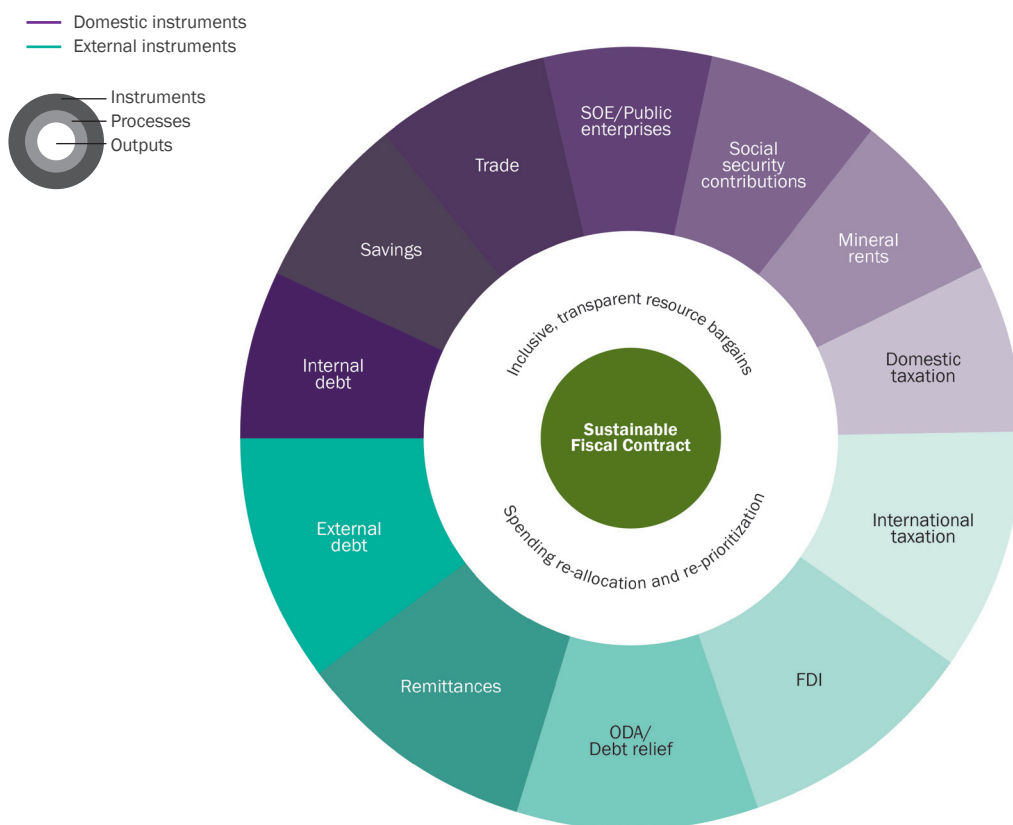 Domestic instruments
External instruments
Instruments
Processes
Outputs
SOE/Public
enterprises
Social
security
contributions
Trade
Mineral
rents
Savings
Domestic
taxation
Internal
debt
Inclusive, transparent resource bargains
Sustainable
Fiscal Contract
Spending re-allocation and re-prioritization
External
debt
International
taxation
Remittances
FDI
ODA/
Debt relief